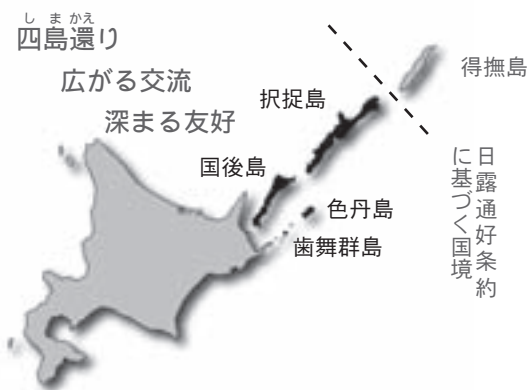 しまかえ
四島還り
広がる交流
深まる友好
得撫島
択捉島
国後島
色丹島
歯舞群島
日露通好条約
に基づく国境